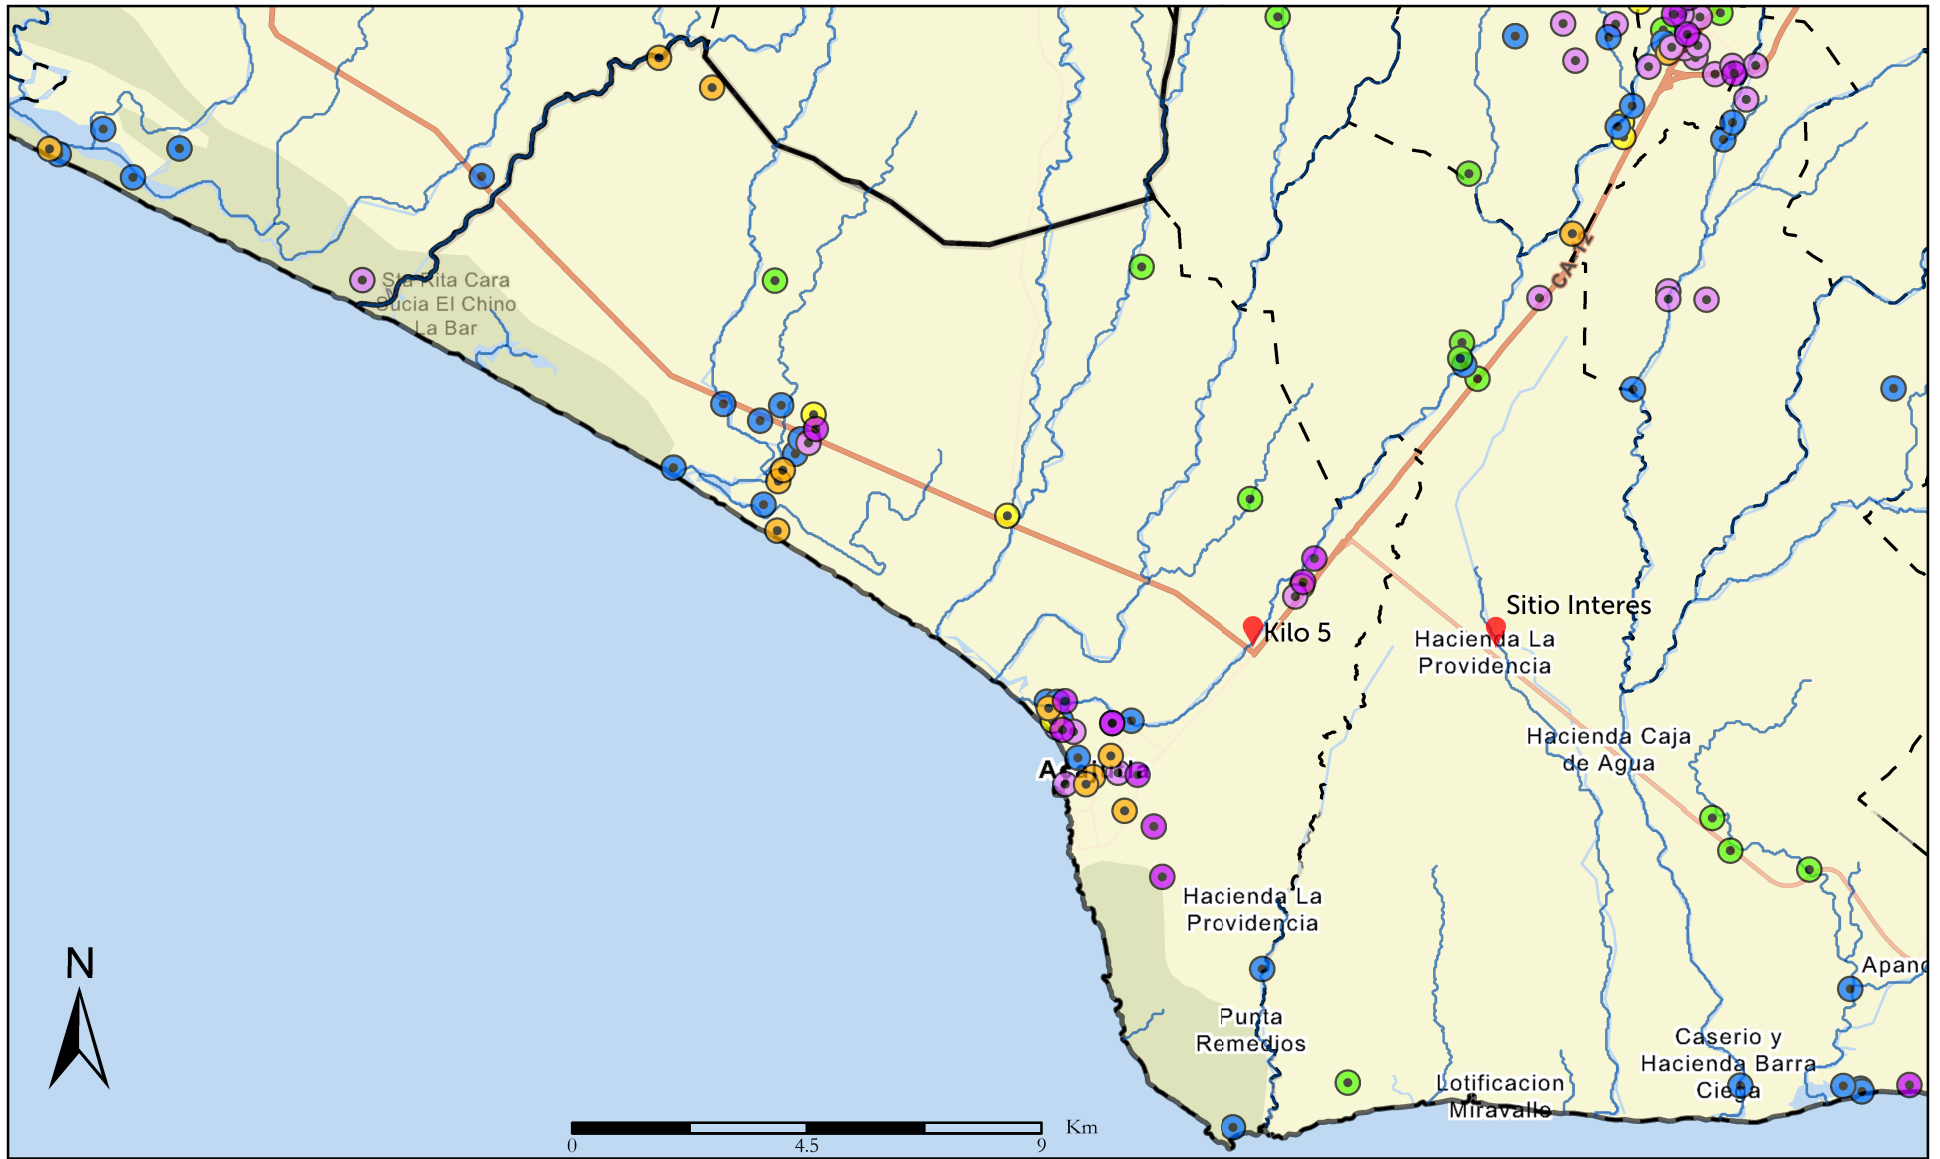 CA-12
Sta Rita Cara
Sucia El Chino
La Bar
Sitio Interes
Kilo 5
Hacienda La
Providencia
Hacienda Caja
de Agua
Acajutla
Hacienda La
Providencia
N
Apanc
Punta
Remedios
Caserio y
Hacienda Barra
Ciega
Lotificacion
Miravalle
Km
0 4.5 9